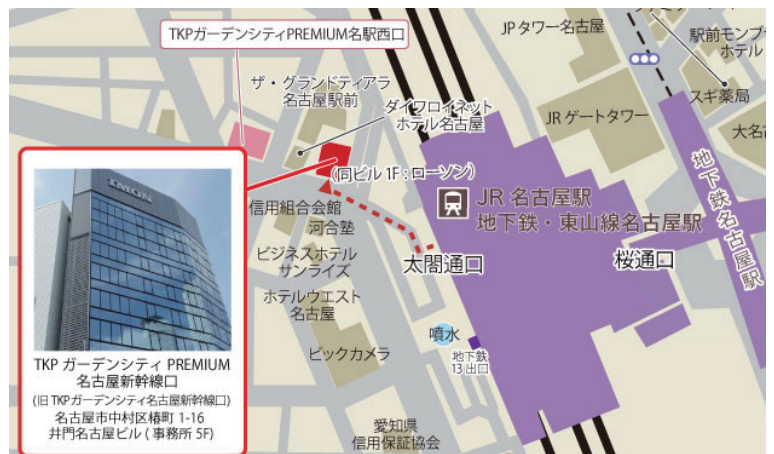 TKPガーデンシティPREMIUM名駅西口
JPタワー名古屋
駅前モンブ
ホテル
スギ薬局
ザ・グランドティアラ
名古屋駅前
ダイワロイネット
ホテル名古屋
JRゲートタワー
大名古
(同ビル1F:ローソン)
IMON
信用組合会館
河合塾
JR 名古屋駅
地下鉄・東山線名古屋駅
地下鉄名古屋駅
ビジネスホテル
サンライズ
太閤通口
桜通口
ホテルウエスト
名古屋
噴水
ビックカメラ
地下鉄
13出口
TKP ガーデンシティ PREMIUM
名古屋新幹線口
(旧TKPガーデンシティ名古屋新幹線口)
名古屋市中村区椿町 1-16
井門名古屋ビル ( 事務所 5F)
愛知県
信用保証協会